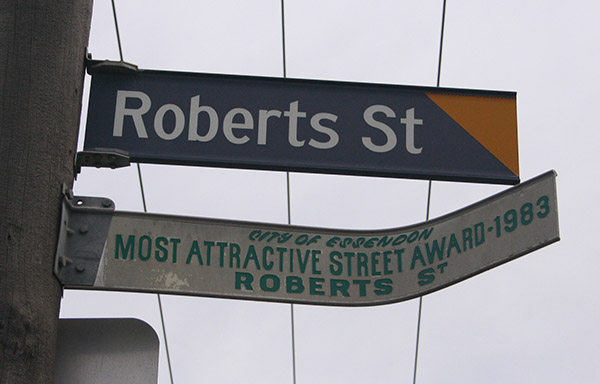 Roberts St
CITY OF ESSENDON
MOST ATTRACTIVE STREET AWARD-1983
ROBERTS ST